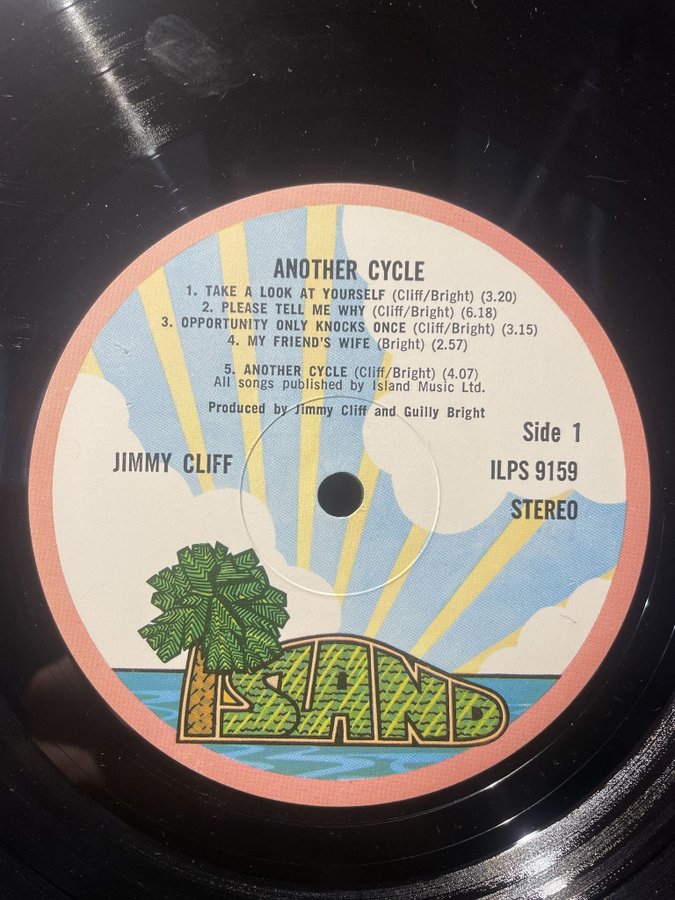 ANOTHER CYCLE
1. TAKE A LOOK AT YOURSELF (Cliff/Bright) (3.20)
2. PLEASE TELL ME WHY (Cliff/Bright) (6.18)
3. OPPORTUNITY ONLY KNOCKS ONCE (Cliff/Bright) (3.15)
4. MY FRIEND'S WIFE (Bright) (2.57)
5. ANOTHER CYCLE (Cliff/Bright) (4.07)
All songs published by Island Music Ltd.
Produced by Jimmy Cliff and Guilly Bright
Side 1
JIMMY CLIFF
ILPS 9159
STEREO
ISLAND